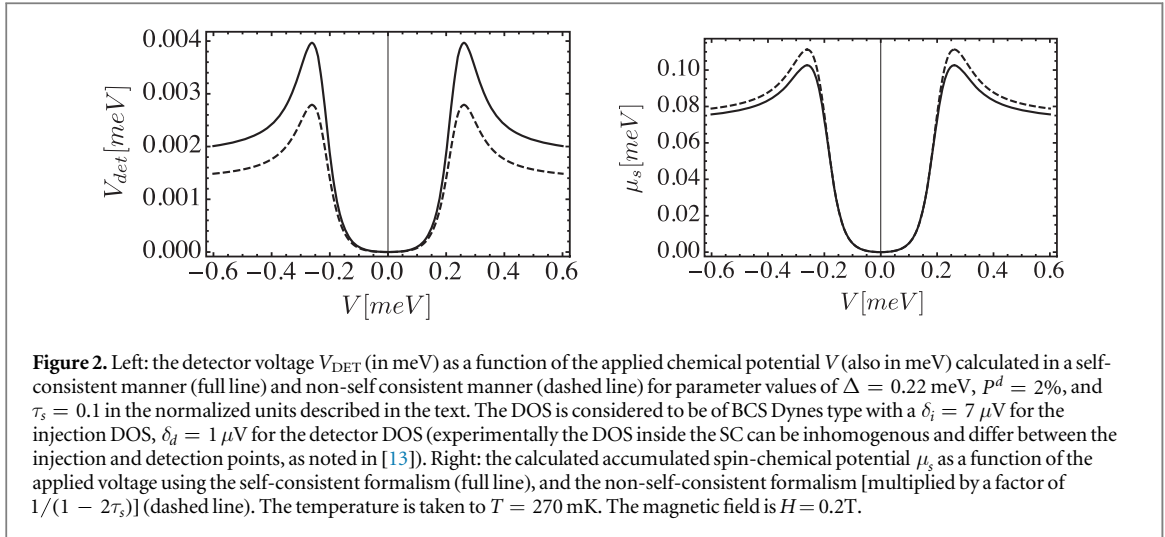 0.004
0.003
0.002
0.001
0.000
V_det[meV]
−0.6 −0.4 −0.2 0.0 0.2 0.4 0.6
V[meV]
0.10
0.08
0.06
0.04
0.02
0.00
μ_s[meV]
−0.6 −0.4 −0.2 0.0 0.2 0.4 0.6
V[meV]
Figure 2. Left: the detector voltage V_DET (in meV) as a function of the applied chemical potential V (also in meV) calculated in a self-
consistent manner (full line) and non-self consistent manner (dashed line) for parameter values of Δ = 0.22 meV, P^d = 2%, and
τ_s = 0.1 in the normalized units described in the text. The DOS is considered to be of BCS Dynes type with a δ_i = 7 μV for the
injection DOS, δ_d = 1 μV for the detector DOS (experimentally the DOS inside the SC can be inhomogenous and differ between the
injection and detection points, as noted in [13]). Right: the calculated accumulated spin-chemical potential μ_s as a function of the
applied voltage using the self-consistent formalism (full line), and the non-self-consistent formalism [multiplied by a factor of
1/(1 − 2τ_s)] (dashed line). The temperature is taken to T = 270 mK. The magnetic field is H = 0.2T.